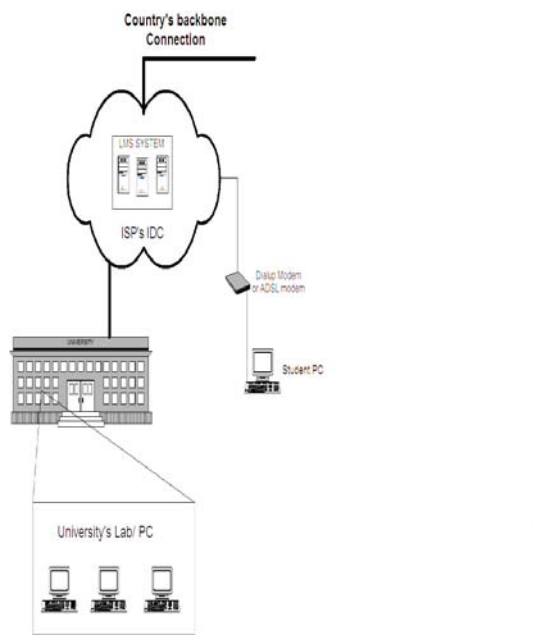 Country's backbone
Connection
LMS SYSTEM
ISP's IDC
Dialup Modem
or ADSL modem
UNIVERSITY
Student PC
University's Lab/ PC